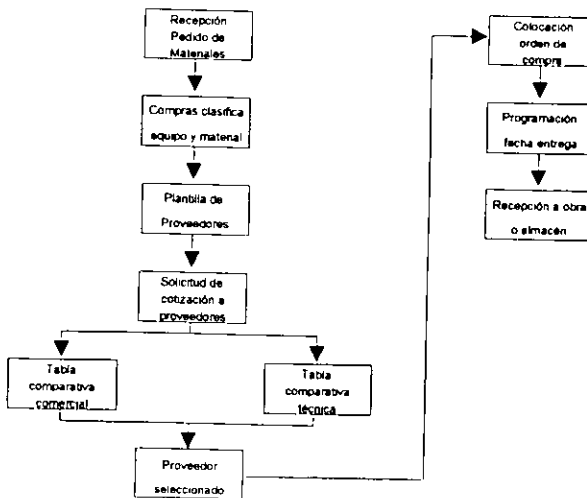 Recepción
Pedido de
Materiales
Compras clasifica
equipo y material
Plantilla de
Proveedores
Solicitud de
cotización a
proveedores
Tabla
comparativa
comercial
Tabla
comparativa
técnica
Proveedor
seleccionado
Colocación
orden de
compra
Programación
fecha entrega
Recepción a obra
o almacén